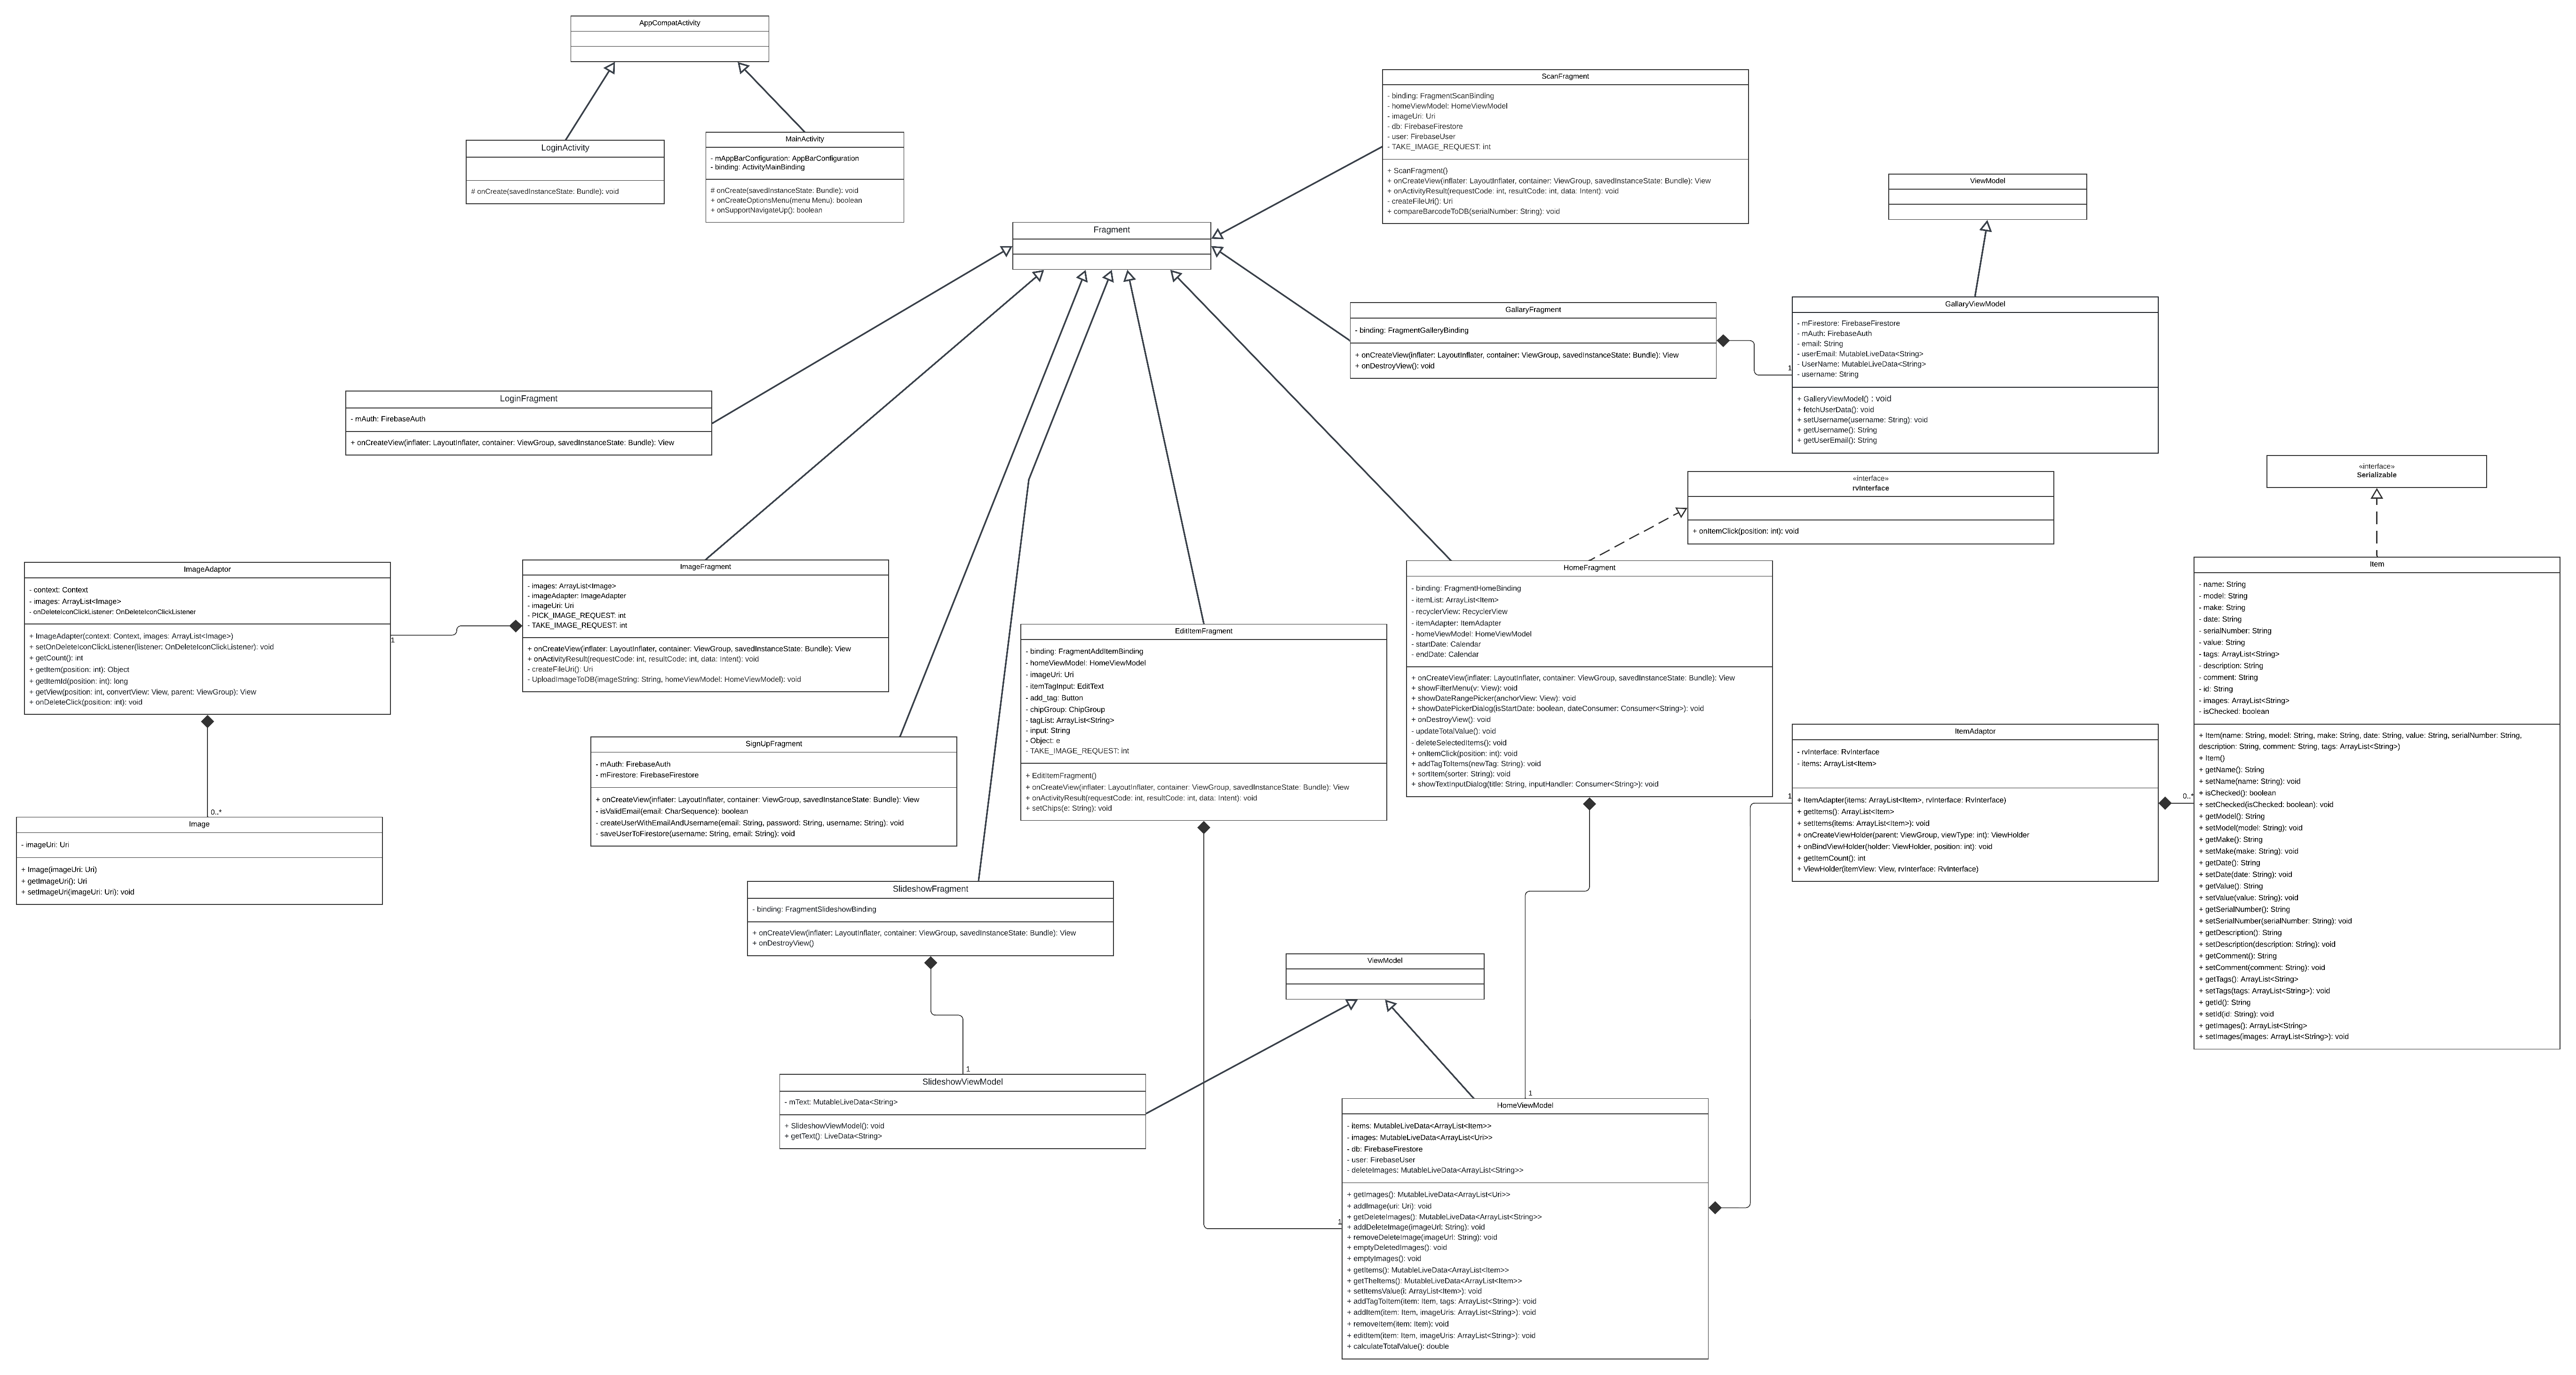 AppCompatActivity
LoginActivity
# onCreate(savedInstanceState: Bundle): void
MainActivity
- mAppBarConfiguration: AppBarConfiguration
- binding: ActivityMainBinding
# onCreate(savedInstanceState: Bundle): void
+ onCreateOptionsMenu(menu Menu): boolean
+ onSupportNavigateUp(): boolean
ScanFragment
- binding: FragmentScanBinding
- homeViewModel: HomeViewModel
- imageUri: Uri
- db: FirebaseFirestore
- user: FirebaseUser
- TAKE_IMAGE_REQUEST: int
+ ScanFragment()
+ onCreateView(inflater: LayoutInflater, container: ViewGroup, savedInstanceState: Bundle): View
+ onActivityResult(requestCode: int, resultCode: int, data: Intent): void
- createFileUri(): Uri
+ compareBarcodeToDB(serialNumber: String): void
ViewModel
Fragment
GallaryFragment
- binding: FragmentGalleryBinding
+ onCreateView(inflater: LayoutInflater, container: ViewGroup, savedInstanceState: Bundle): View
+ onDestroyView(): void
1
GallaryViewModel
- mFirestore: FirebaseFirestore
- mAuth: FirebaseAuth
- email: String
- userEmail: MutableLiveData<String>
- UserName: MutableLiveData<String>
- username: String
+ GalleryViewModel() : void
+ fetchUserData(): void
+ setUsername(username: String): void
+ getUsername(): String
+ getUserEmail(): String
LoginFragment
- mAuth: FirebaseAuth
+ onCreateView(inflater: LayoutInflater, container: ViewGroup, savedInstanceState: Bundle): View
«interface»
rvInterface
+ onItemClick(position: int): void
«interface»
Serializable
ImageAdaptor
- context: Context
- images: ArrayList<Image>
- onDeleteIconClickListener: OnDeleteIconClickListener
+ ImageAdapter(context: Context, images: ArrayList<Image>)
+ setOnDeleteIconClickListener(listener: OnDeleteIconClickListener): void
+ getCount(): int
+ getItem(position: int): Object
+ getItemId(position: int): long
+ getView(position: int, convertView: View, parent: ViewGroup): View
+ onDeleteClick(position: int): void
1
ImageFragment
- images: ArrayList<Image>
- imageAdapter: ImageAdapter
- imageUri: Uri
- PICK_IMAGE_REQUEST: int
- TAKE_IMAGE_REQUEST: int
+ onCreateView(inflater: LayoutInflater, container: ViewGroup, savedInstanceState: Bundle): View
+ onActivityResult(requestCode: int, resultCode: int, data: Intent): void
- createFileUri(): Uri
- UploadImageToDB(imageString: String, homeViewModel: HomeViewModel): void
0..*
Image
- imageUri: Uri
+ Image(imageUri: Uri)
+ getImageUri(): Uri
+ setImageUri(imageUri: Uri): void
SignUpFragment
- mAuth: FirebaseAuth
- mFirestore: FirebaseFirestore
+ onCreateView(inflater: LayoutInflater, container: ViewGroup, savedInstanceState: Bundle): View
- isValidEmail(email: CharSequence): boolean
- createUserWithEmailAndUsername(email: String, password: String, username: String): void
- saveUserToFirestore(username: String, email: String): void
EditItemFragment
- binding: FragmentAddItemBinding
- homeViewModel: HomeViewModel
- imageUri: Uri
- itemTagInput: EditText
- add_tag: Button
- chipGroup: ChipGroup
- tagList: ArrayList<String>
- input: String
- Object: e
- TAKE_IMAGE_REQUEST: int
+ EditItemFragment()
+ onCreateView(inflater: LayoutInflater, container: ViewGroup, savedInstanceState: Bundle): View
+ onActivityResult(requestCode: int, resultCode: int, data: Intent): void
+ setChips(e: String): void
HomeFragment
- binding: FragmentHomeBinding
- itemList: ArrayList<Item>
- recyclerView: RecyclerView
- itemAdapter: ItemAdapter
- homeViewModel: HomeViewModel
- startDate: Calendar
- endDate: Calendar
+ onCreateView(inflater: LayoutInflater, container: ViewGroup, savedInstanceState: Bundle): View
+ showFilterMenu(v: View): void
+ showDateRangePicker(anchorView: View): void
+ showDatePickerDialog(isStartDate: boolean, dateConsumer: Consumer<String>): void
+ onDestroyView(): void
- updateTotalValue(): void
- deleteSelectedItems(): void
+ onItemClick(position: int): void
+ addTagToItems(newTag: String): void
+ sortItem(sorter: String): void
+ showTextInputDialog(title: String, inputHandler: Consumer<String>): void
1
ItemAdaptor
- rvInterface: RvInterface
- items: ArrayList<Item>
+ ItemAdapter(items: ArrayList<Item>, rvInterface: RvInterface)
+ getItems(): ArrayList<Item>
+ setItems(items: ArrayList<Item>): void
+ onCreateViewHolder(parent: ViewGroup, viewType: int): ViewHolder
+ onBindViewHolder(holder: ViewHolder, position: int): void
+ getItemCount(): int
+ ViewHolder(itemView: View, rvInterface: RvInterface)
0..*
Item
- name: String
- model: String
- make: String
- date: String
- serialNumber: String
- value: String
- tags: ArrayList<String>
- description: String
- comment: String
- id: String
- images: ArrayList<String>
- isChecked: boolean
+ Item(name: String, model: String, make: String, date: String, value: String, serialNumber: String,
description: String, comment: String, tags: ArrayList<String>)
+ Item()
+ getName(): String
+ setName(name: String): void
+ isChecked(): boolean
+ setChecked(isChecked: boolean): void
+ getModel(): String
+ setModel(model: String): void
+ getMake(): String
+ setMake(make: String): void
+ getDate(): String
+ setDate(date: String): void
+ getValue(): String
+ setValue(value: String): void
+ getSerialNumber(): String
+ setSerialNumber(serialNumber: String): void
+ getDescription(): String
+ setDescription(description: String): void
+ getComment(): String
+ setComment(comment: String): void
+ getTags(): ArrayList<String>
+ setTags(tags: ArrayList<String>): void
+ getId(): String
+ setId(id: String): void
+ getImages(): ArrayList<String>
+ setImages(images: ArrayList<String>): void
SlideshowFragment
- binding: FragmentSlideshowBinding
+ onCreateView(inflater: LayoutInflater, container: ViewGroup, savedInstanceState: Bundle): View
+ onDestroyView()
ViewModel
1
SlideshowViewModel
- mText: MutableLiveData<String>
+ SlideshowViewModel(): void
+ getText(): LiveData<String>
1
1
HomeViewModel
- items: MutableLiveData<ArrayList<Item>>
- images: MutableLiveData<ArrayList<Uri>>
- db: FirebaseFirestore
- user: FirebaseUser
- deleteImages: MutableLiveData<ArrayList<String>>
+ getImages(): MutableLiveData<ArrayList<Uri>>
+ addImage(uri: Uri): void
+ getDeleteImages(): MutableLiveData<ArrayList<String>>
+ addDeleteImage(imageUrl: String): void
+ removeDeleteImage(imageUrl: String): void
+ emptyDeletedImages(): void
+ emptyImages(): void
+ getItems(): MutableLiveData<ArrayList<Item>>
+ getTheItems(): MutableLiveData<ArrayList<Item>>
+ setItemsValue(i: ArrayList<Item>): void
+ addTagToItem(item: Item, tags: ArrayList<String>): void
+ addItem(item: Item, imageUris: ArrayList<String>): void
+ removeItem(item: Item): void
+ editItem(item: Item, imageUris: ArrayList<String>): void
+ calculateTotalValue(): double